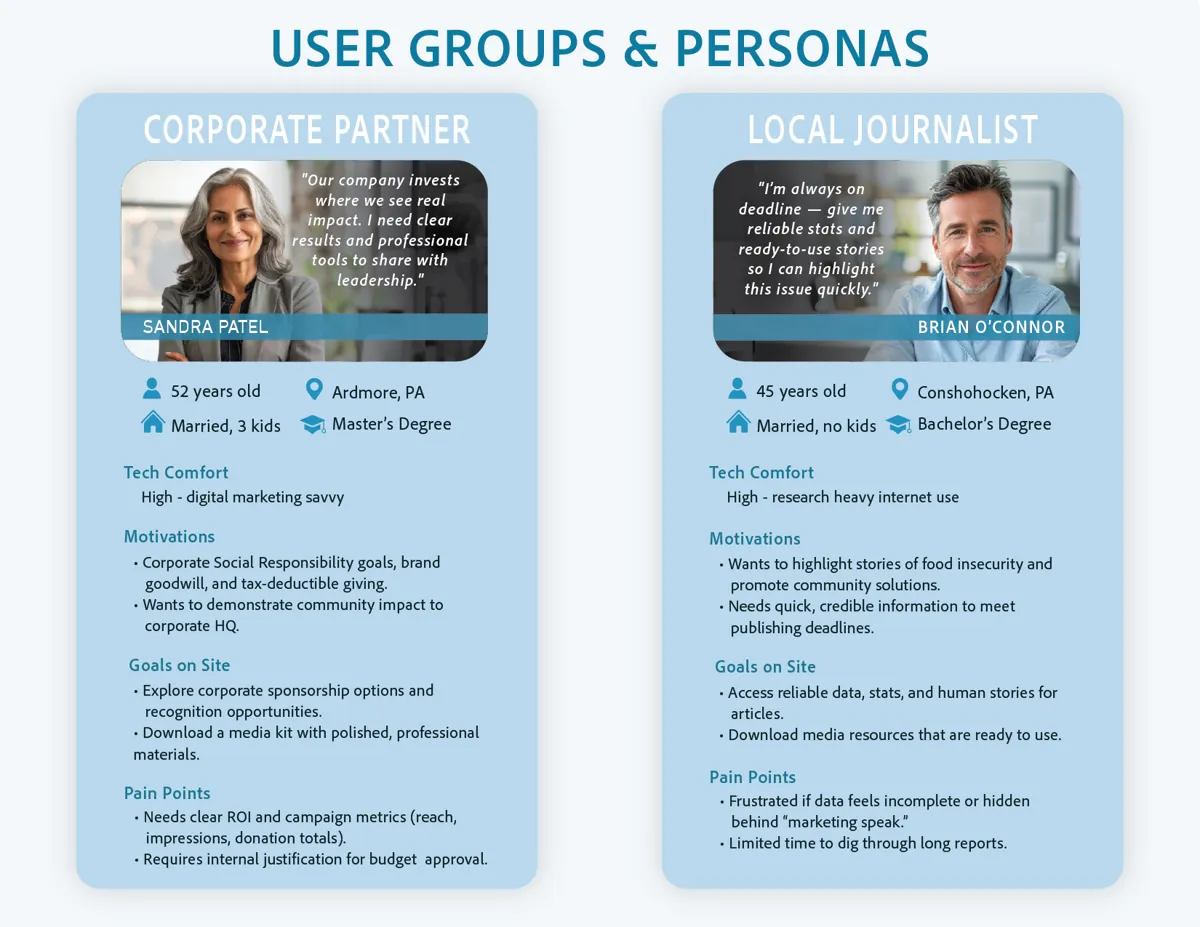 USER GROUPS & PERSONAS
CORPORATE PARTNER
"Our company invests
where we see real
impact. I need clear
results and professional
tools to share with
leadership."
SANDRA PATEL
52 years old
Ardmore, PA
Married, 3 kids
Master's Degree
Tech Comfort
High - digital marketing savvy
Motivations
• Corporate Social Responsibility goals, brand
goodwill, and tax-deductible giving.
• Wants to demonstrate community impact to
corporate HQ.
Goals on Site
• Explore corporate sponsorship options and
recognition opportunities.
• Download a media kit with polished, professional
materials.
Pain Points
• Needs clear ROI and campaign metrics (reach,
impressions, donation totals).
• Requires internal justification for budget  approval.
LOCAL JOURNALIST
"I'm always on
deadline — give me
reliable stats and
ready-to-use stories
so I can highlight
this issue quickly."
BRIAN O'CONNOR
45 years old
Conshohocken, PA
Married, no kids
Bachelor's Degree
Tech Comfort
High - research heavy internet use
Motivations
• Wants to highlight stories of food insecurity and
promote community solutions.
• Needs quick, credible information to meet
publishing deadlines.
Goals on Site
• Access reliable data, stats, and human stories for
articles.
• Download media resources that are ready to use.
Pain Points
• Frustrated if data feels incomplete or hidden
behind "marketing speak."
• Limited time to dig through long reports.